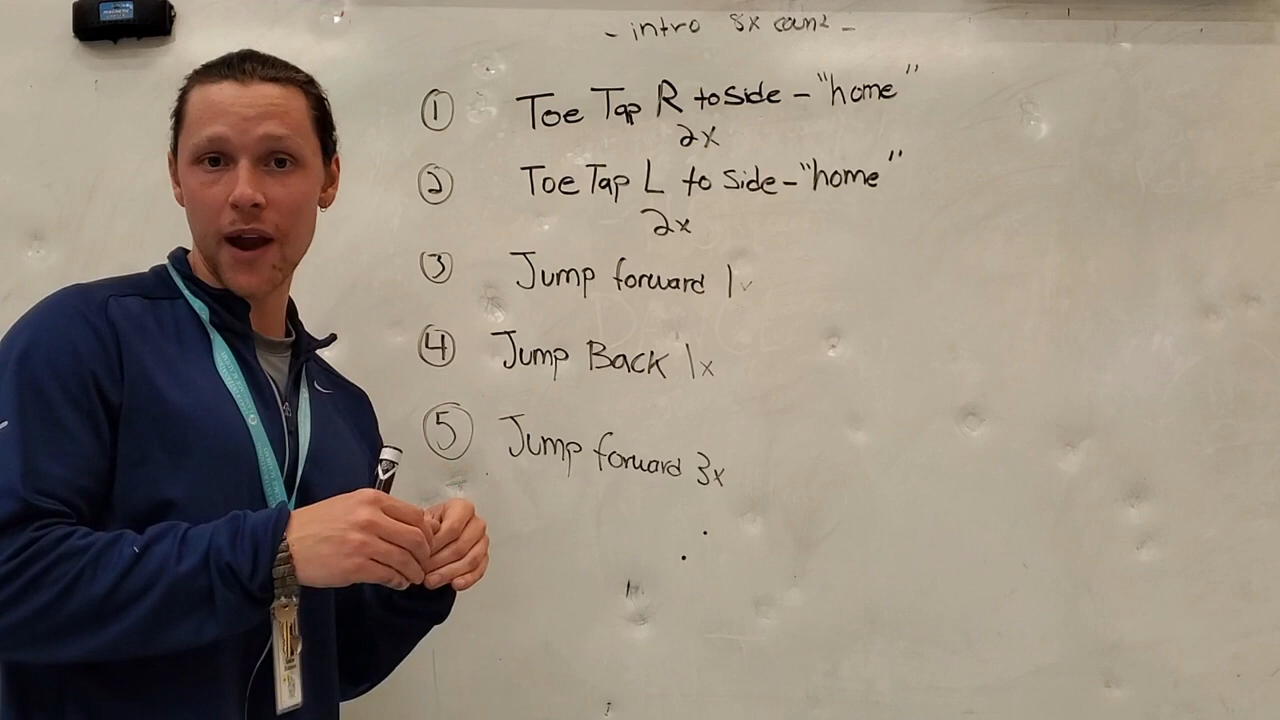 - intro 8x count -
① Toe Tap R to side - "home"
2x
② Toe Tap L to Side - "home"
2x
③ Jump forward 1x
④ Jump Back 1x
⑤ Jump forward 3x